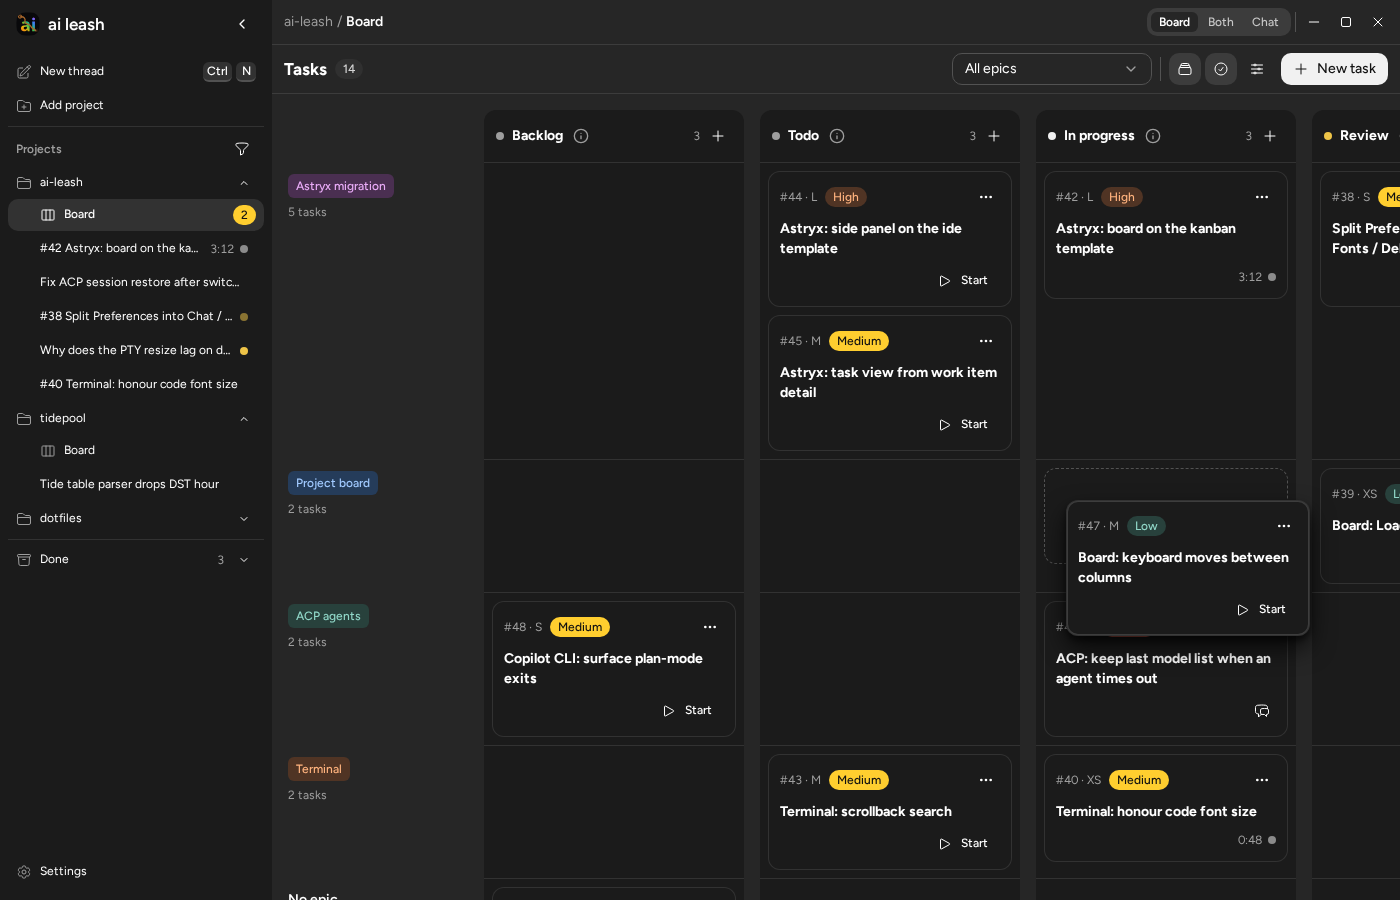 ai leash
New thread
Ctrl N
Add project
Projects
ai-leash
Board
2
#42 Astryx: board on the ka...
3:12
Fix ACP session restore after switc...
#38 Split Preferences into Chat / ...
Why does the PTY resize lag on d...
#40 Terminal: honour code font size
tidepool
Board
Tide table parser drops DST hour
dotfiles
Done
3
Settings
ai-leash / Board
Board Both Chat
Tasks 14
All epics
New task
Backlog 3
Todo 3
In progress 3
Review
Astryx migration
5 tasks
#44 · L High
Astryx: side panel on the ide
template
Start
#45 · M Medium
Astryx: task view from work item
detail
Start
#42 · L High
Astryx: board on the kanban
template
3:12
#38 · S Me
Split Prefe
Fonts / De
Project board
2 tasks
#47 · M Low
Board: keyboard moves between
columns
Start
#39 · XS
Board: Loa
ACP agents
2 tasks
#48 · S Medium
Copilot CLI: surface plan-mode
exits
Start
ACP: keep last model list when an
agent times out
Terminal
2 tasks
#43 · M Medium
Terminal: scrollback search
Start
#40 · XS Medium
Terminal: honour code font size
0:48
No epic